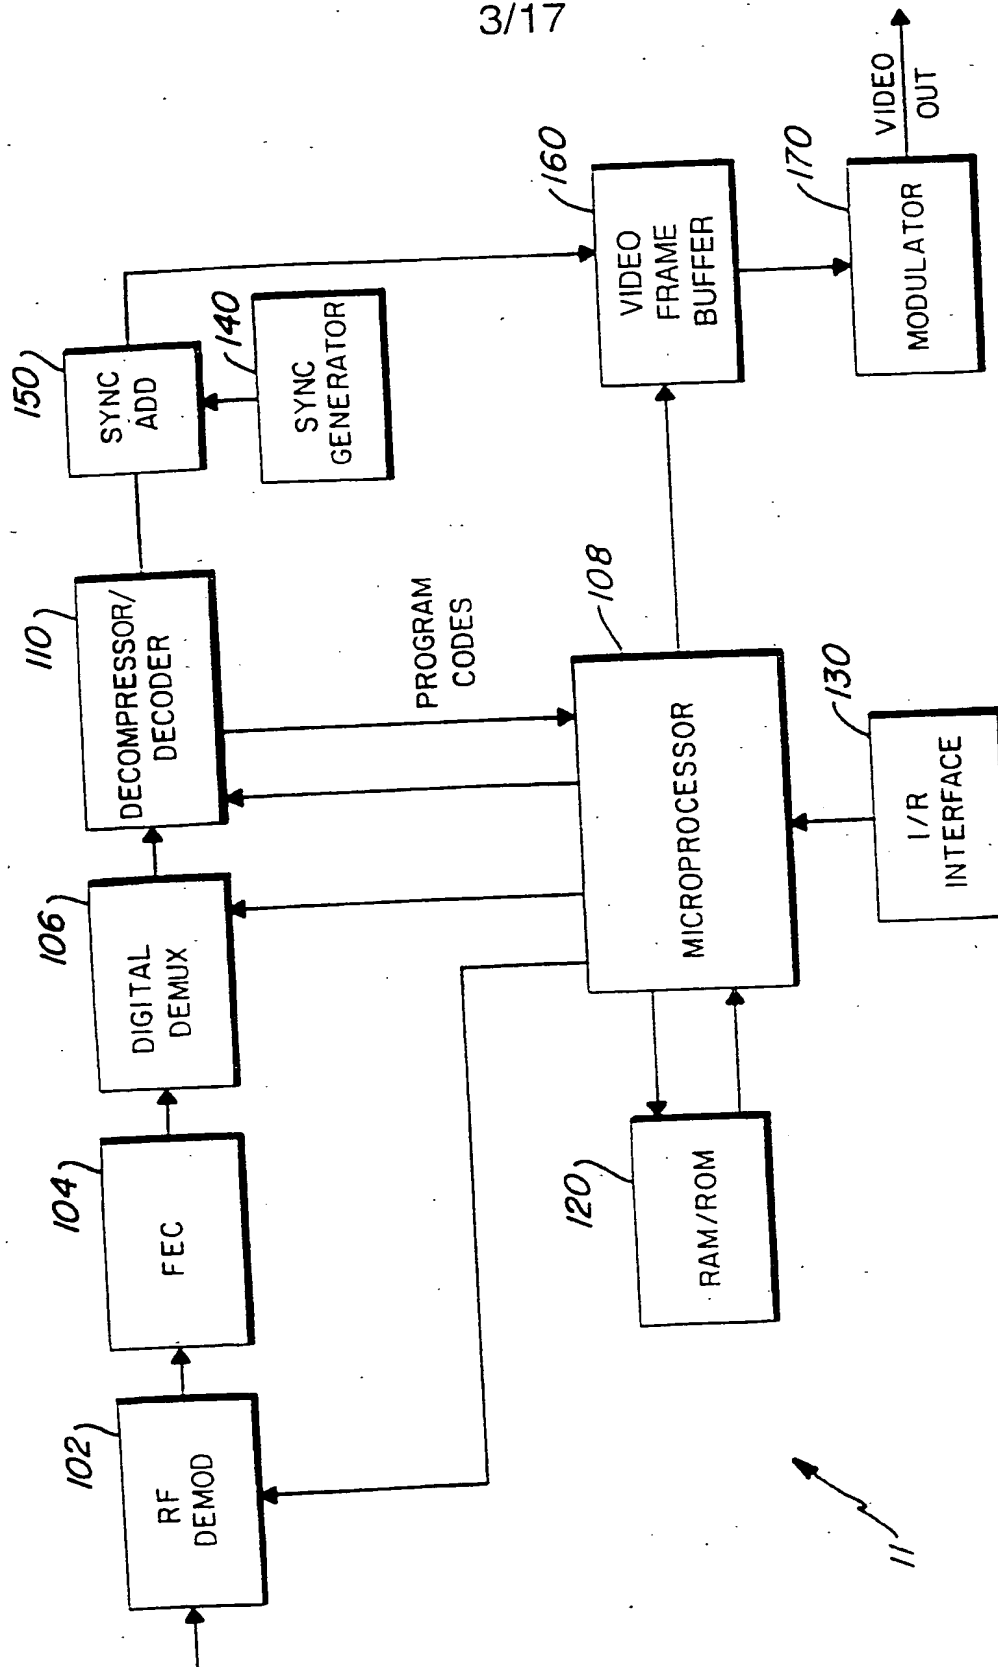 3/17
102
RF
DEMOD
104
FEC
106
DIGITAL
DEMUX
110
DECOMPRESSOR/
DECODER
150
SYNC
ADD
140
SYNC
GENERATOR
PROGRAM
CODES
120
RAM/ROM
108
MICROPROCESSOR
130
I/R
INTERFACE
160
VIDEO
FRAME
BUFFER
170
MODULATOR
VIDEO
OUT
11